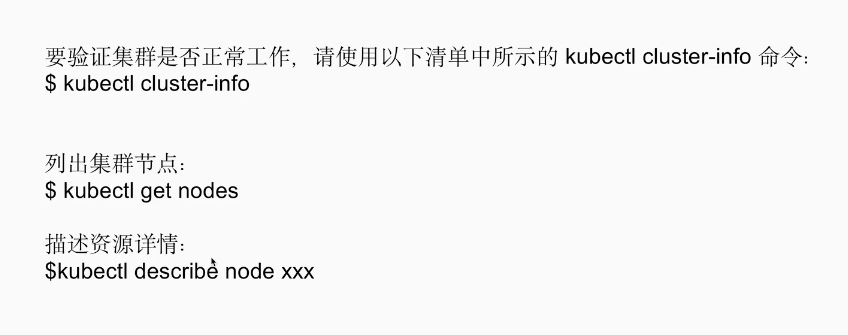 要验证集群是否正常工作，请使用以下清单中所示的 kubectl cluster-info 命令：
$ kubectl cluster-info
列出集群节点：
$ kubectl get nodes
描述资源详情：
$kubectl describe node xxx